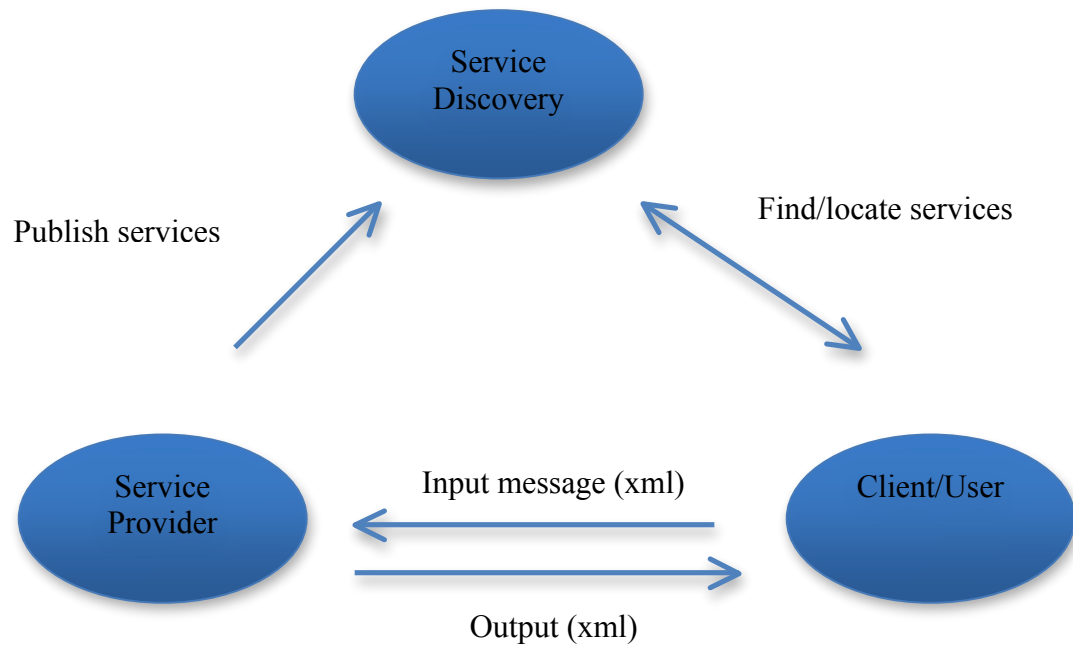 Service
Discovery
Publish services
Find/locate services
Service
Provider
Input message (xml)
Client/User
Output (xml)